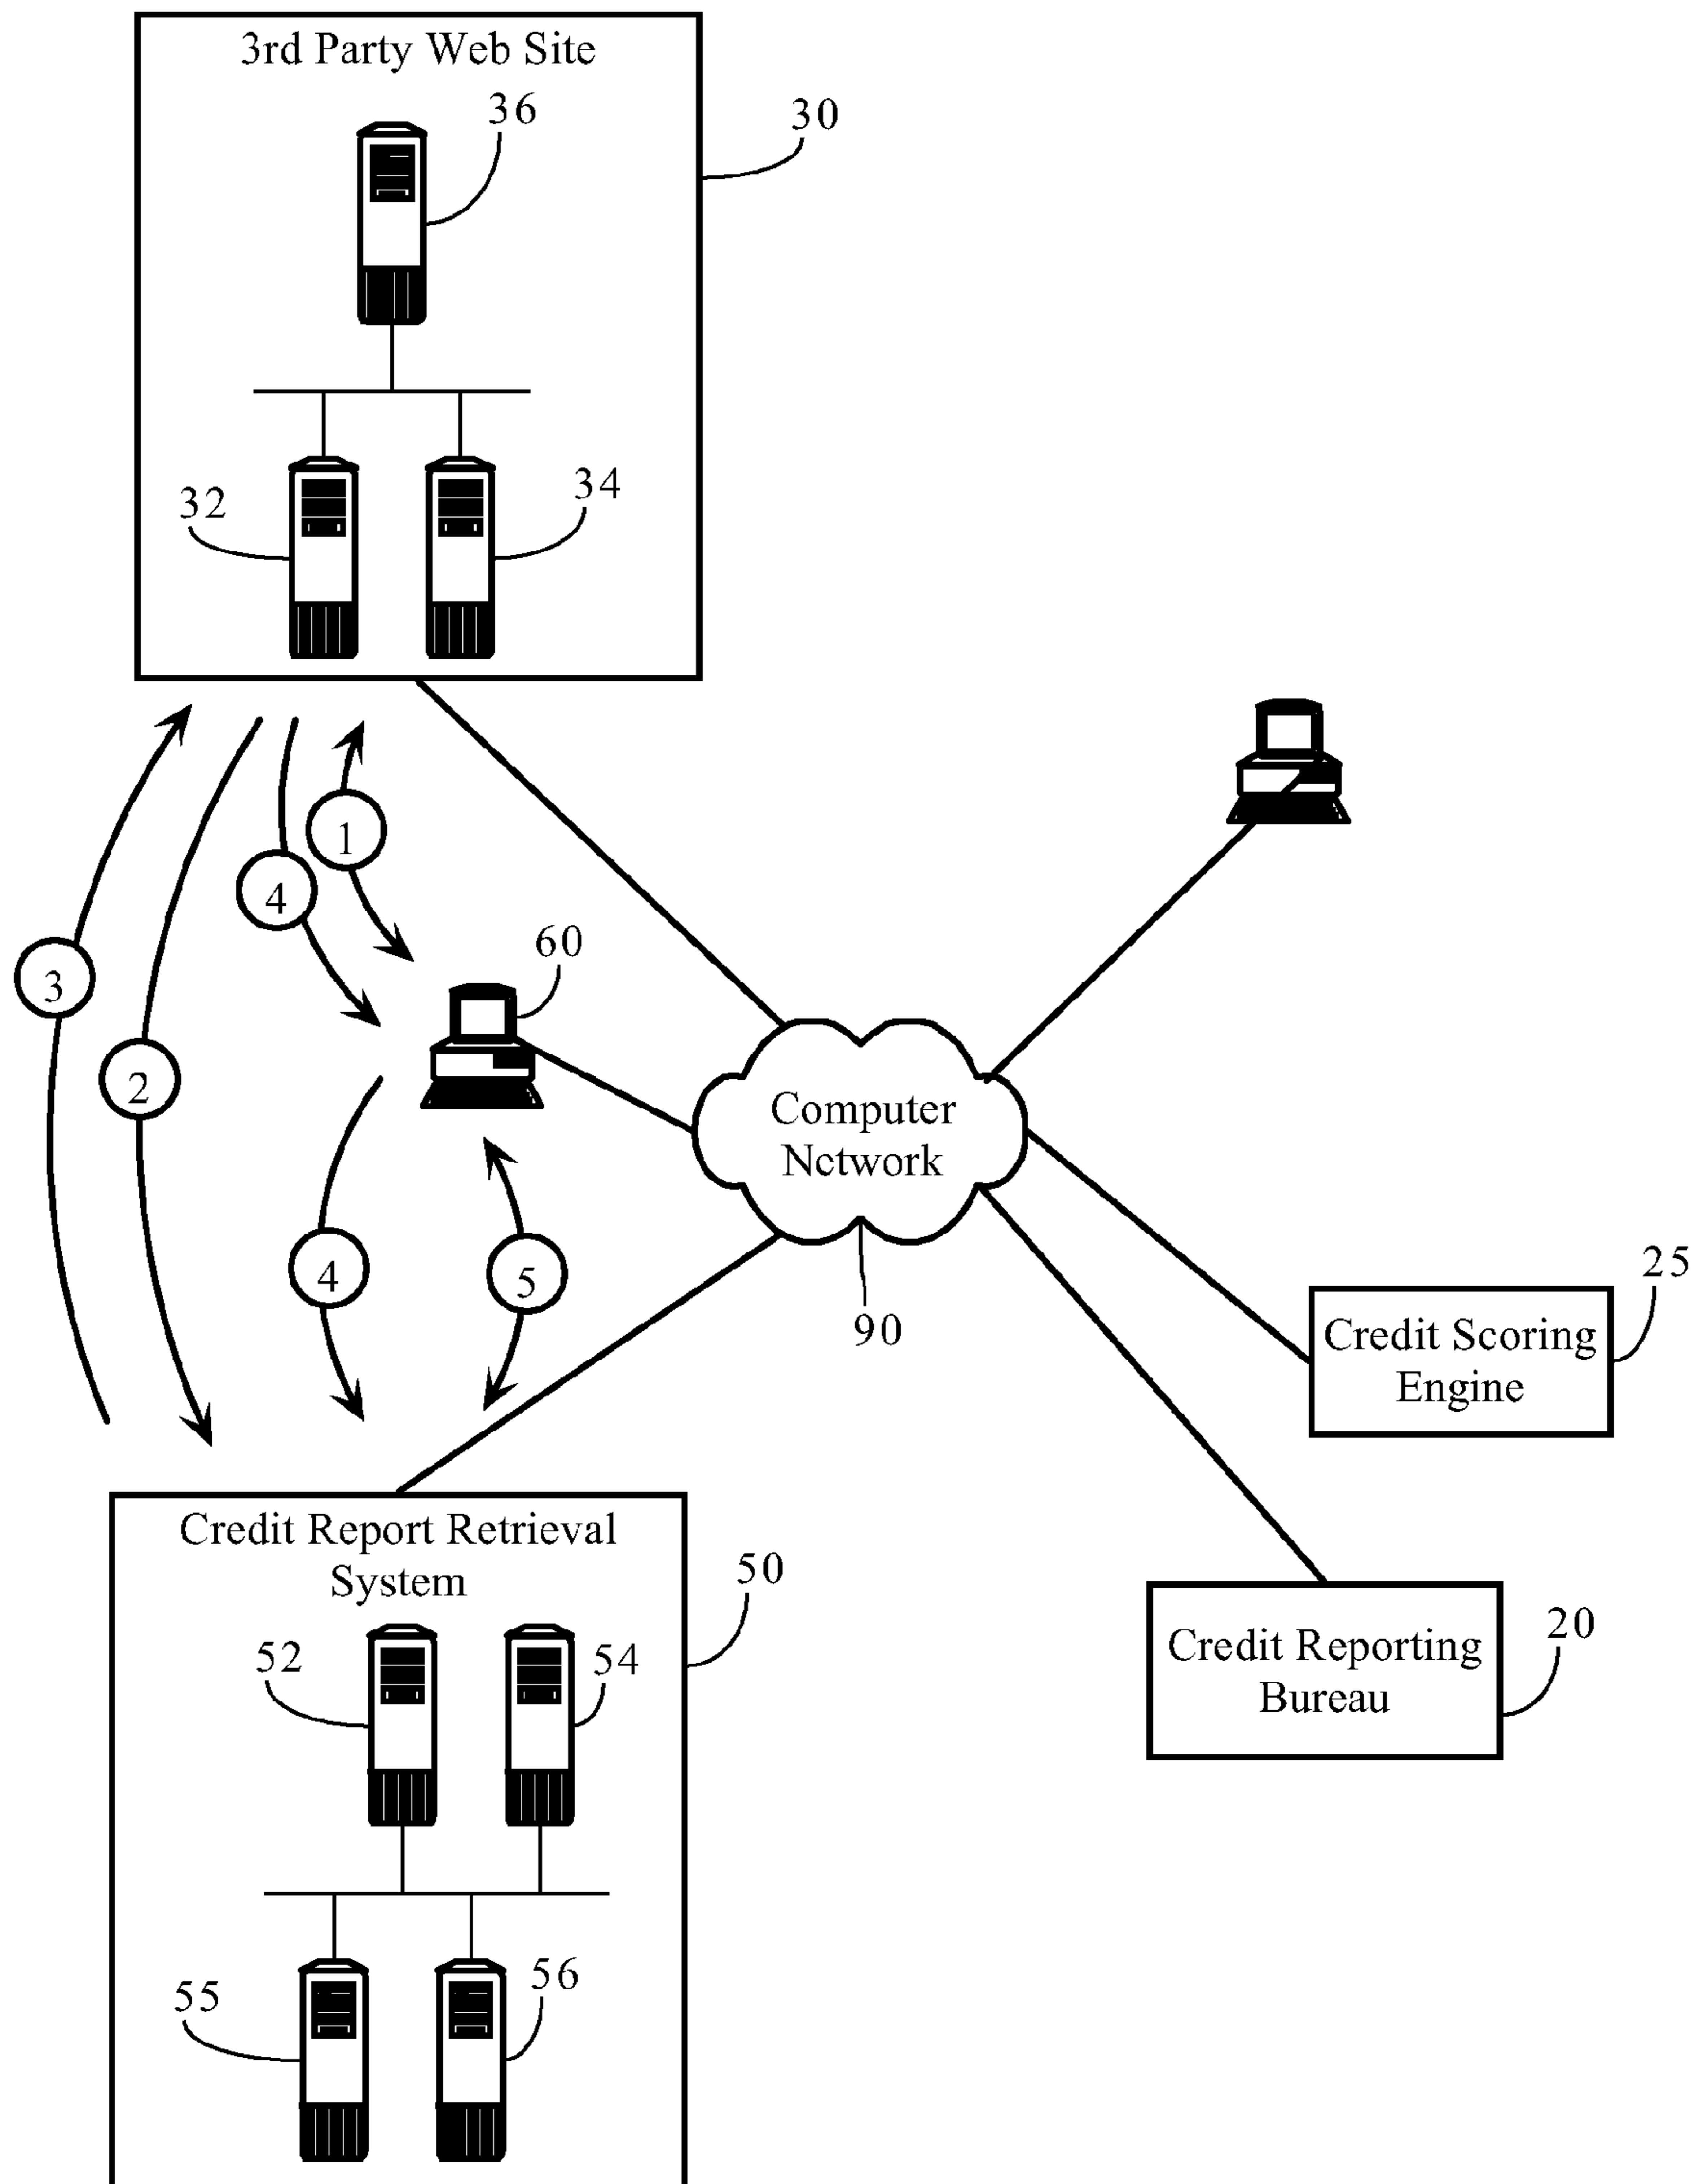 3rd Party Web Site
36
30
32
34
1
4
60
3
2
Computer
Network
4
5
90
25
Credit Scoring
Engine
Credit Report Retrieval
System
50
52
54
20
Credit Reporting
Bureau
55
56